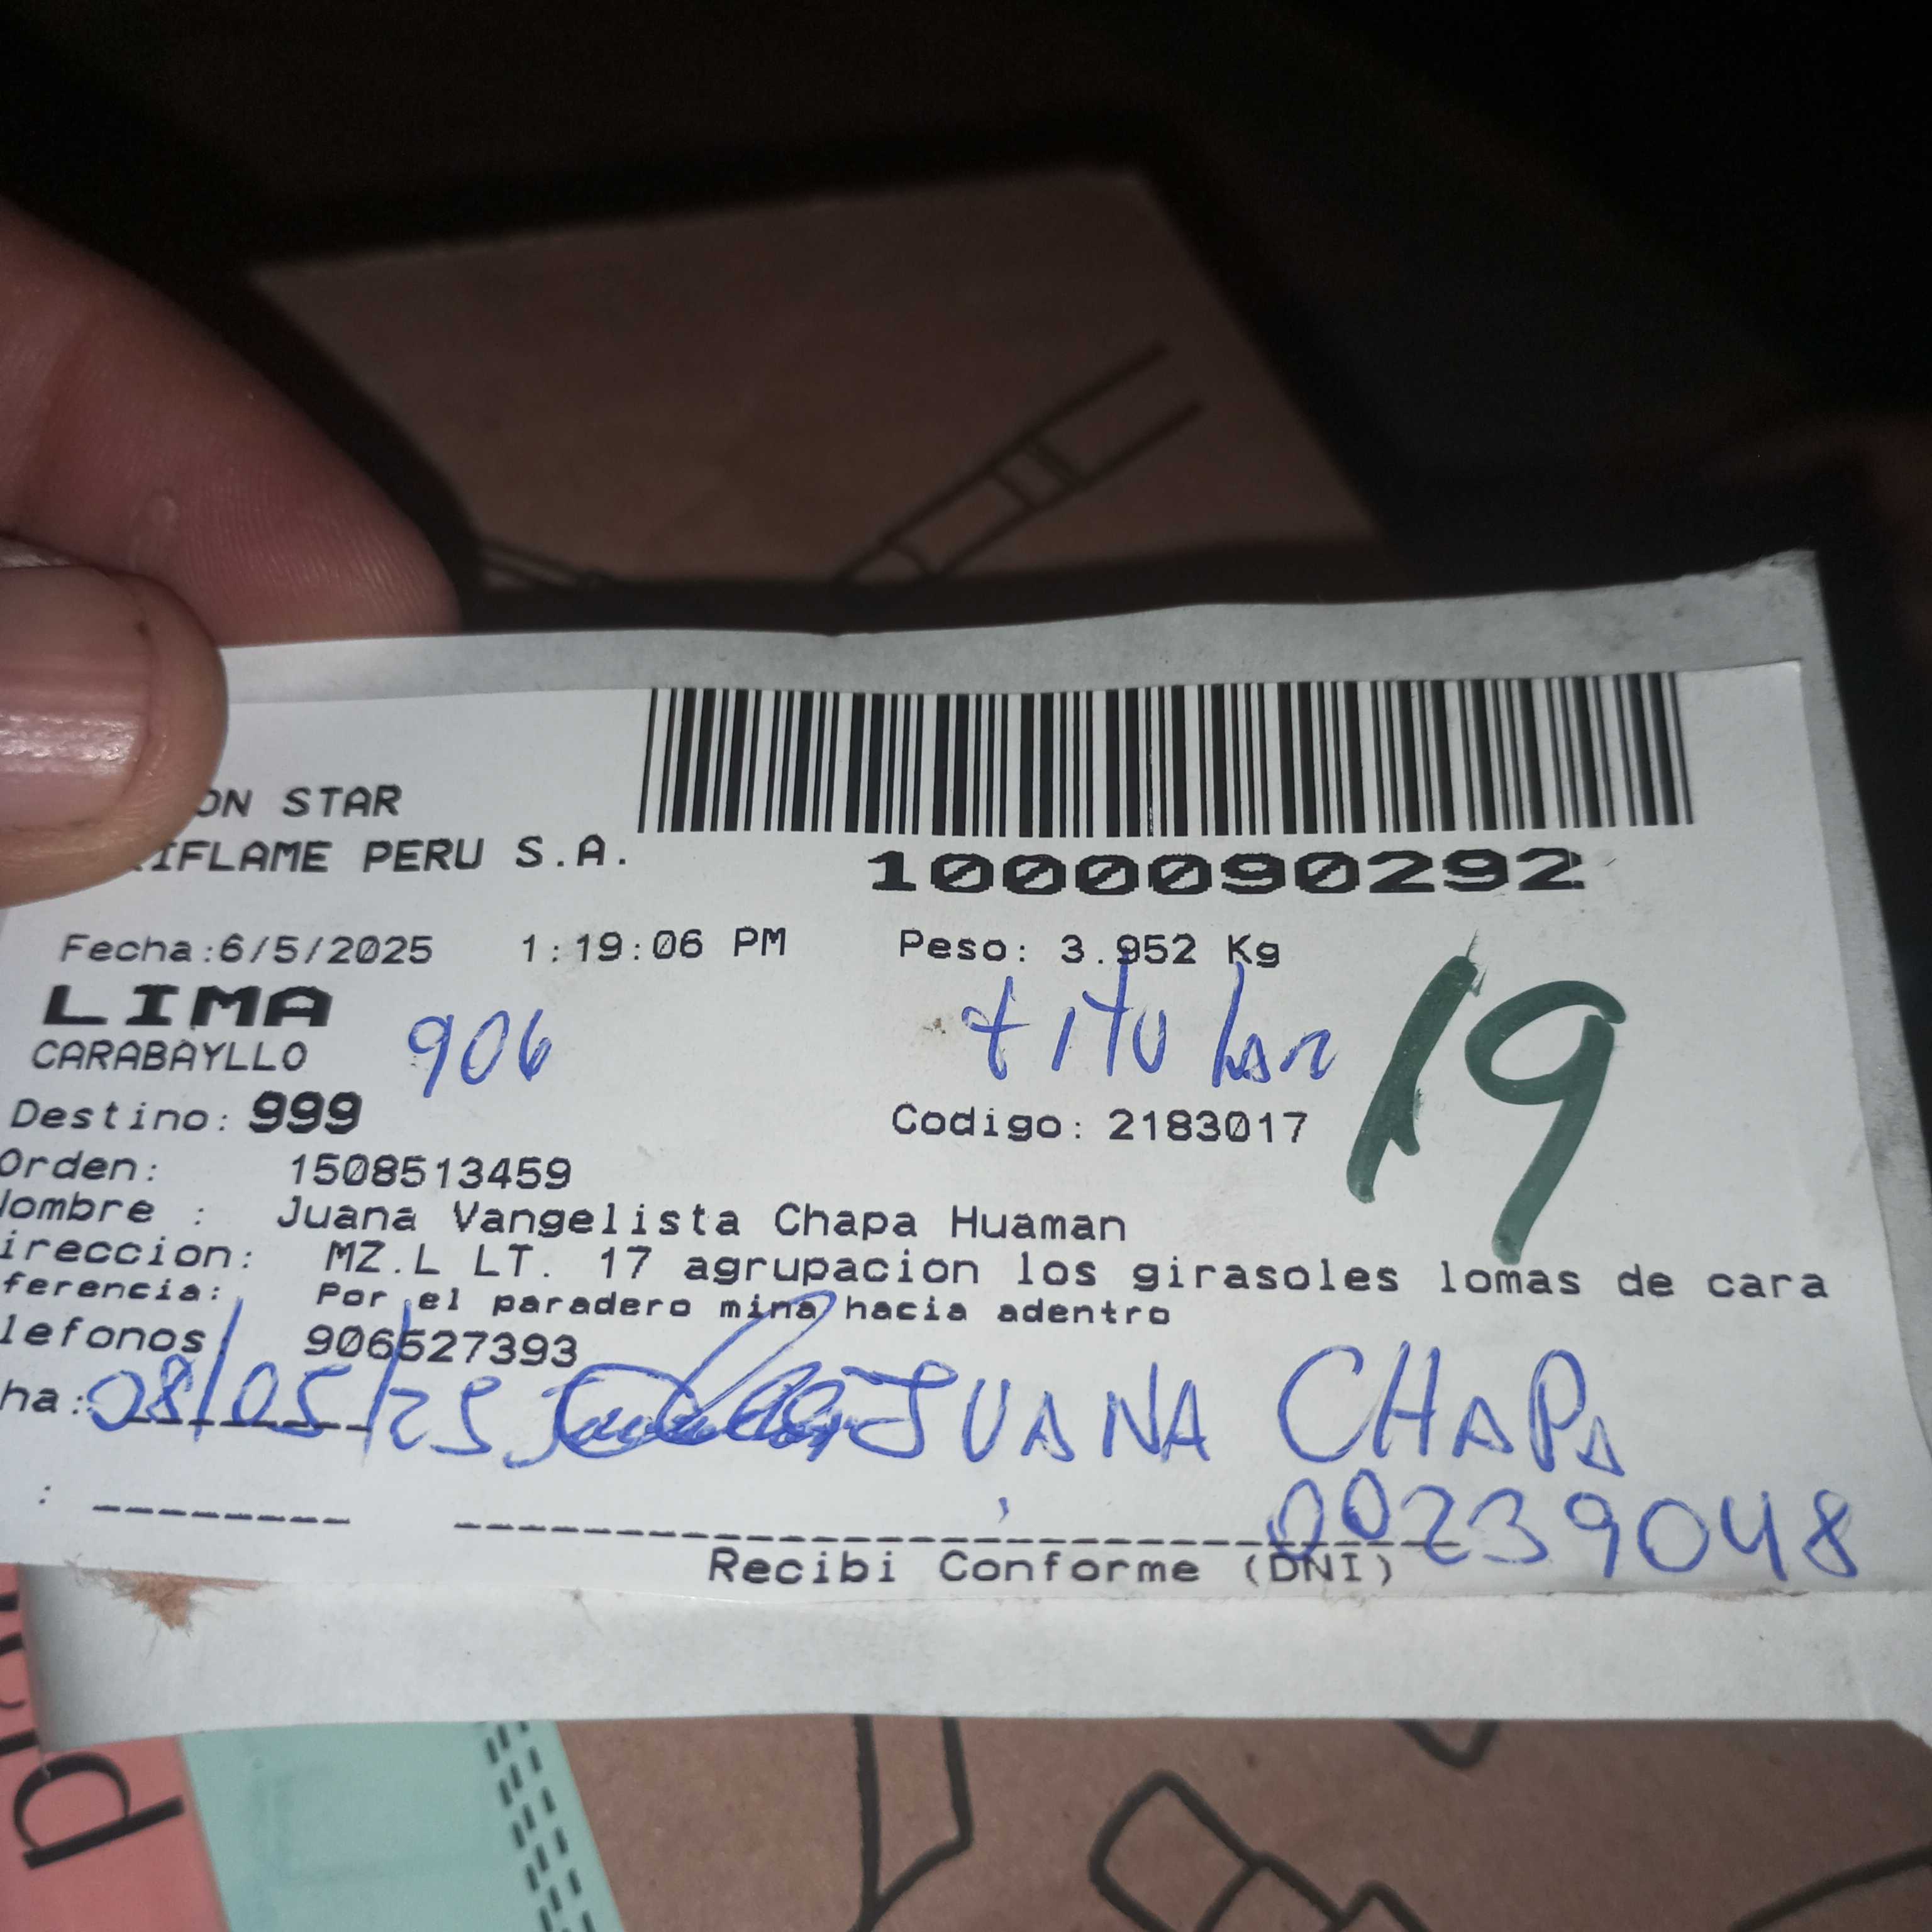 ON STAR
RIFLAME PERU S.A.
1000090292
Fecha:6/5/2025 1:19:06 PM Peso: 3.952 Kg
LIMA
CARABAYLLO 906 titular 19
Destino: 999 Codigo: 2183017
Orden: 1508513459
Nombre : Juana Vangelista Chapa Huaman
ireccion: MZ.L LT. 17 agrupacion los girasoles lomas de cara
ferencia: Por el paradero mina hacia adentro
lefonos 906527393
ha: 08/05/25 JUANA CHAPA
: 00239048
Recibi Conforme (DNI)